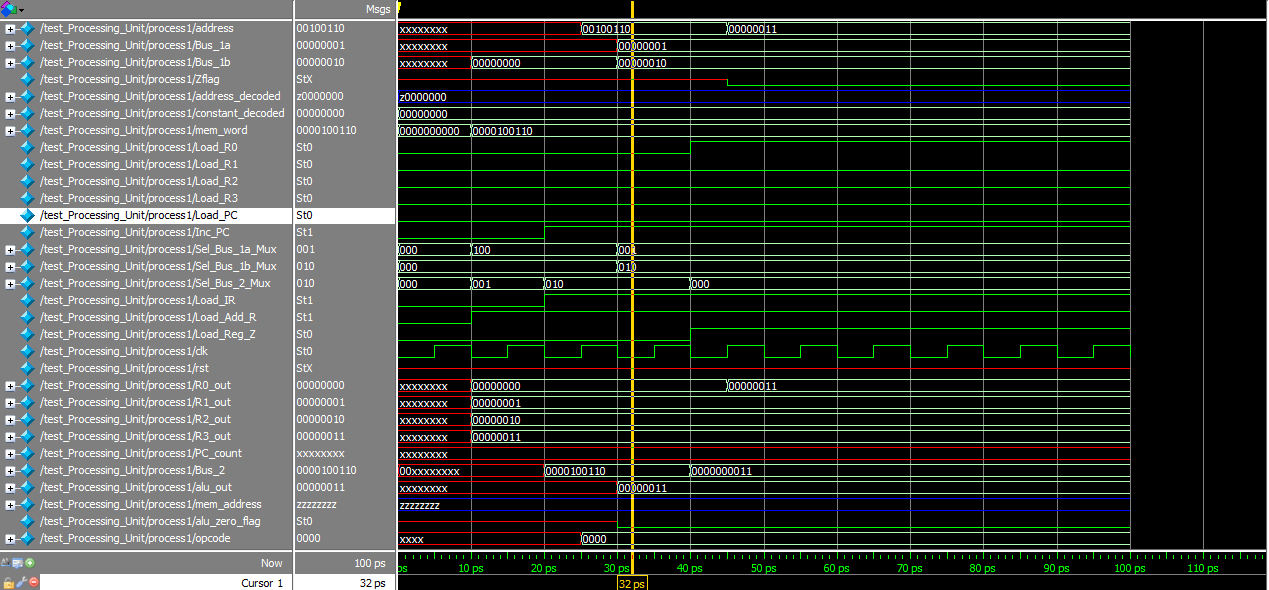 Msgs
/test_Processing_Unit/process1/address 00100110 xxxxxxxx 00100110 00000011
/test_Processing_Unit/process1/Bus_1a 00000001 xxxxxxxx 00000001
/test_Processing_Unit/process1/Bus_1b 00000010 xxxxxxxx 00000000 00000010
/test_Processing_Unit/process1/Zflag StX
/test_Processing_Unit/process1/address_decoded z0000000 z0000000
/test_Processing_Unit/process1/constant_decoded 00000000 00000000
/test_Processing_Unit/process1/mem_word 0000100110 0000000000 0000100110
/test_Processing_Unit/process1/Load_R0 St0
/test_Processing_Unit/process1/Load_R1 St0
/test_Processing_Unit/process1/Load_R2 St0
/test_Processing_Unit/process1/Load_R3 St0
/test_Processing_Unit/process1/Load_PC St0
/test_Processing_Unit/process1/Inc_PC St1
/test_Processing_Unit/process1/Sel_Bus_1a_Mux 001 000 100 001
/test_Processing_Unit/process1/Sel_Bus_1b_Mux 010 000 010
/test_Processing_Unit/process1/Sel_Bus_2_Mux 010 000 001 010 000
/test_Processing_Unit/process1/Load_IR St1
/test_Processing_Unit/process1/Load_Add_R St1
/test_Processing_Unit/process1/Load_Reg_Z St0
/test_Processing_Unit/process1/clk St0
/test_Processing_Unit/process1/rst StX
/test_Processing_Unit/process1/R0_out 00000000 xxxxxxxx 00000000 00000011
/test_Processing_Unit/process1/R1_out 00000001 xxxxxxxx 00000001
/test_Processing_Unit/process1/R2_out 00000010 xxxxxxxx 00000010
/test_Processing_Unit/process1/R3_out 00000011 xxxxxxxx 00000011
/test_Processing_Unit/process1/PC_count xxxxxxxx xxxxxxxx
/test_Processing_Unit/process1/Bus_2 0000100110 00xxxxxxxx 0000100110 0000000011
/test_Processing_Unit/process1/alu_out 00000011 xxxxxxxx 00000011
/test_Processing_Unit/process1/mem_address zzzzzzzz zzzzzzzz
/test_Processing_Unit/process1/alu_zero_flag St0
/test_Processing_Unit/process1/opcode 0000 xxxx 0000
Now 100 ps ps 10 ps 20 ps 30 ps 40 ps 50 ps 60 ps 70 ps 80 ps 90 ps 100 ps 110 ps
Cursor 1 32 ps 32 ps